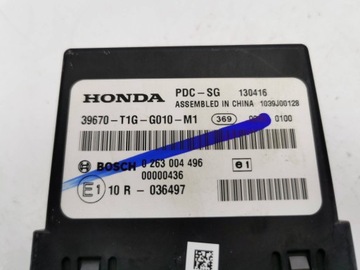 HONDA PDC-SG 130416
ASSEMBLED IN CHINA 1039J00128
39670-T1G-G010-M1 369 0100
BOSCH 0 263 004 496 e1
00000436
E1 10 R - 036497